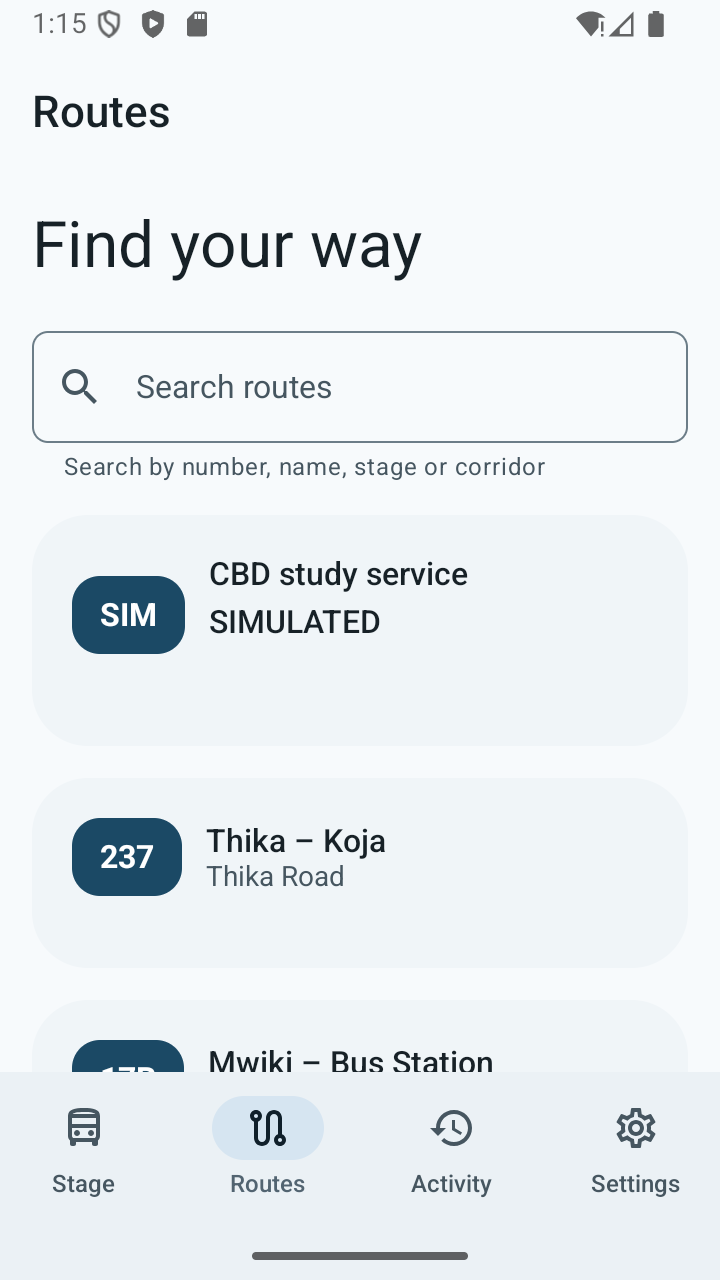 1:15
Routes
Find your way
Search routes
Search by number, name, stage or corridor
SIM
CBD study service
SIMULATED
237
Thika – Koja
Thika Road
Mwiki – Bus Station
Stage
Routes
Activity
Settings